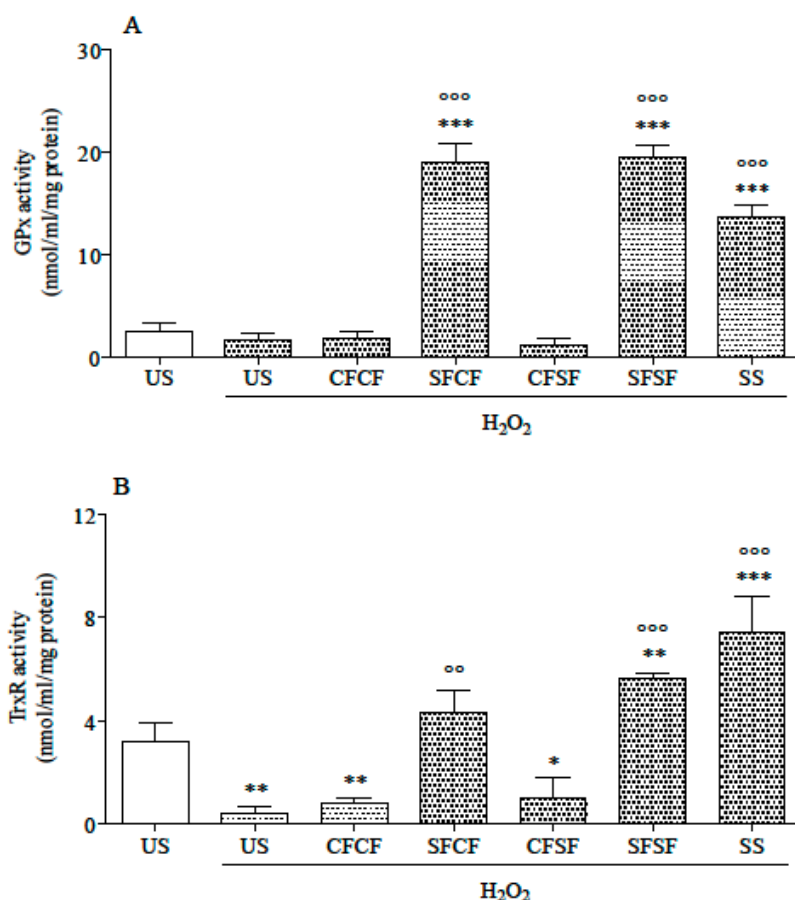 A
30
20
10
0
GPx activity
(nmol/ml/mg protein)
°°°
***
°°°
***
°°°
***
US US CFCF SFCF CFSF SFSF SS
H₂O₂
B
12
8
4
0
TrxR activity
(nmol/ml/mg protein)
**
**
°°
*
°°°
**
°°°
***
US US CFCF SFCF CFSF SFSF SS
H₂O₂